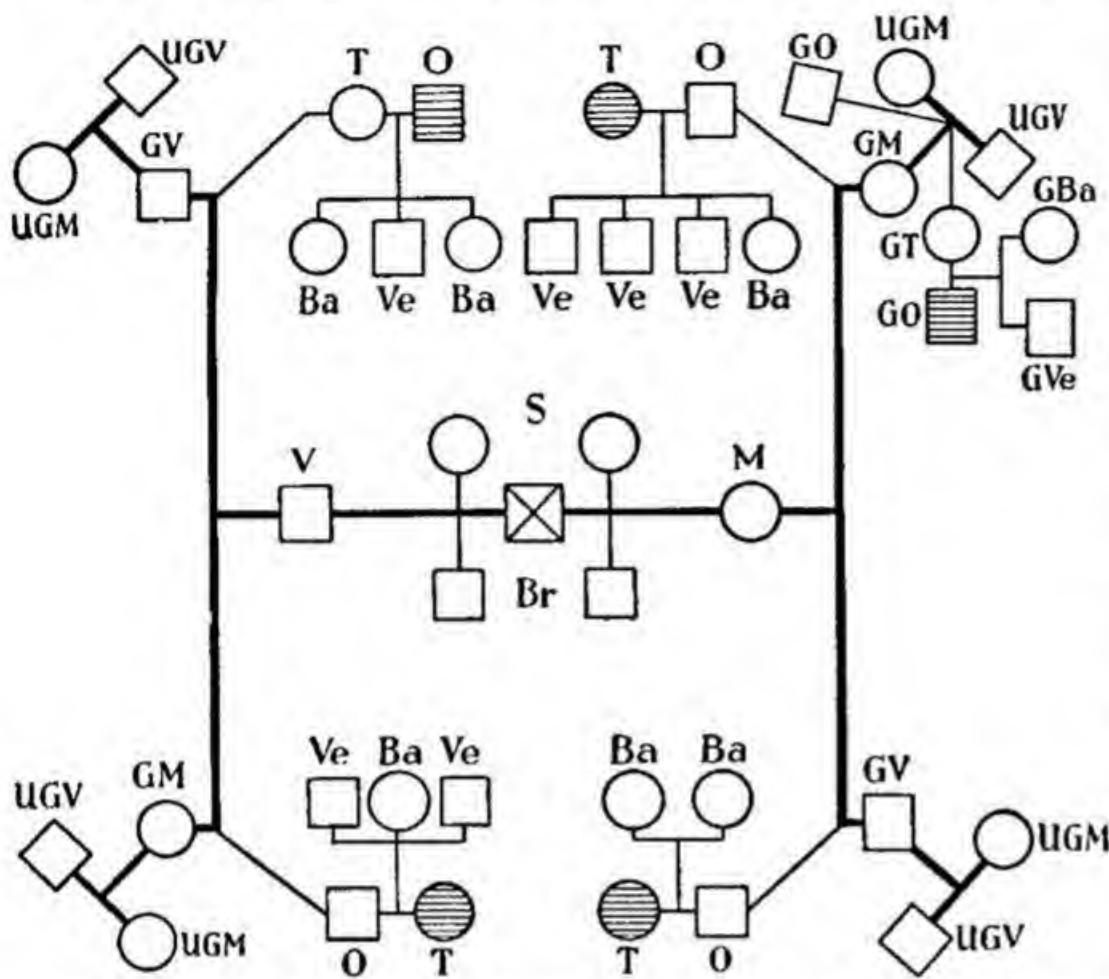 UGV T O T O GO UGM
GV UGV
UGM GM GBa
GT
Ba Ve Ba Ve Ve Ve Ba GO
GVe
S
V M
Br
Ve Ba Ve Ba Ba
UGV GM GV
UGM
UGM UGV
O T T O